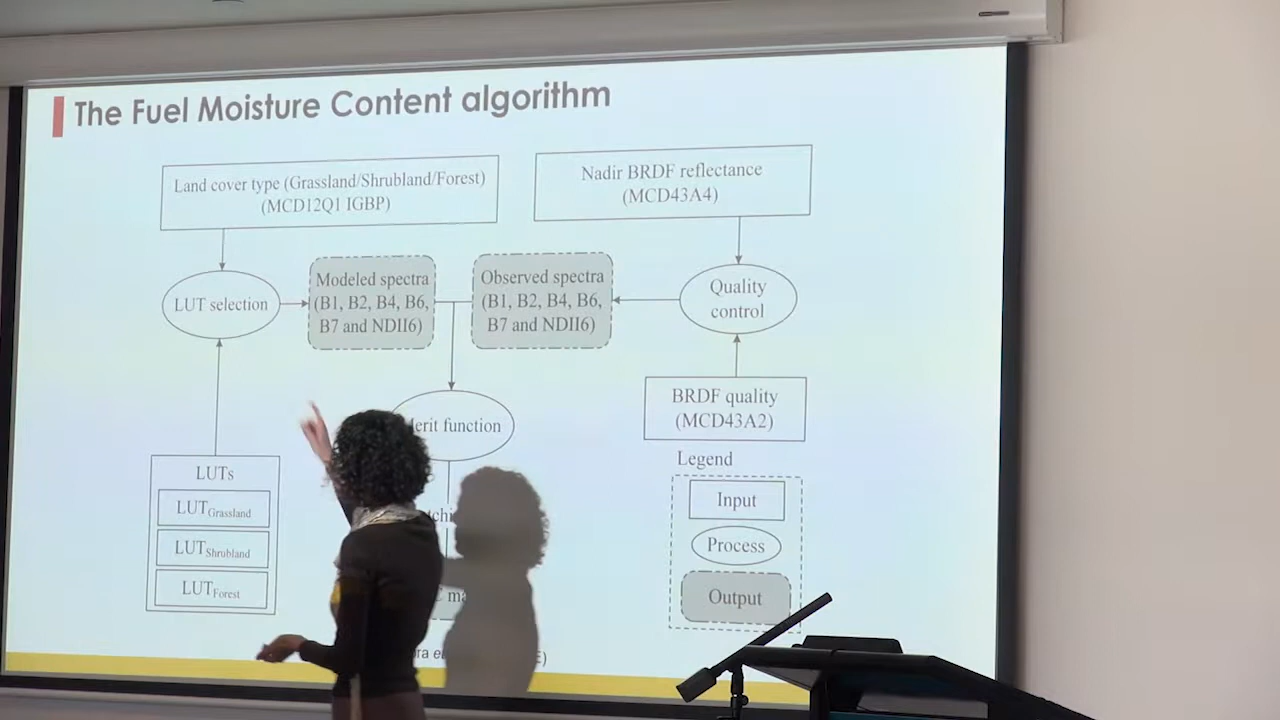 The Fuel Moisture Content algorithm
Land cover type (Grassland/Shrubland/Forest)
(MCD12Q1 IGBP)
Nadir BRDF reflectance
(MCD43A4)
LUT selection
Modeled spectra
(B1, B2, B4, B6,
B7 and NDII6)
Observed spectra
(B1, B2, B4, B6,
B7 and NDII6)
Quality
control
BRDF quality
(MCD43A2)
function
LUTs
LUTGrassland
LUTShrubland
LUTForest
Legend
Input
Process
Output